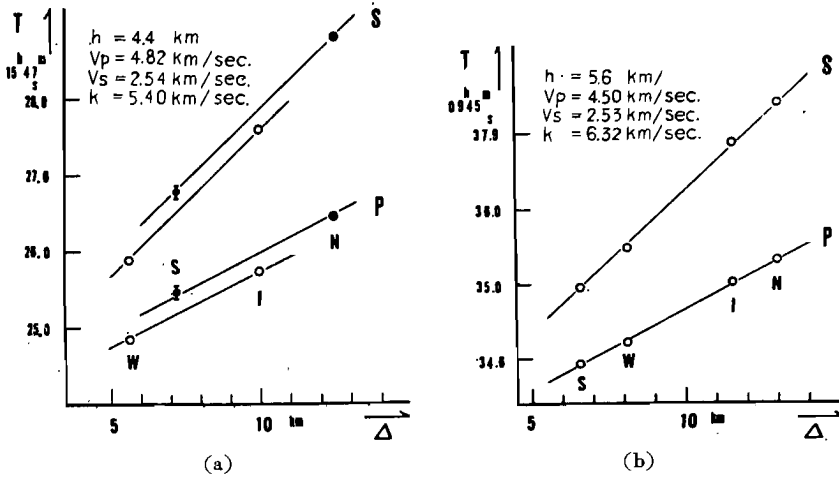 T
h = 4.4 km
Vp = 4.82 km/sec.
Vs = 2.54 km/sec.
k = 5.40 km/sec.
15h 47m s
28.0
27.0
26.0
25.0
S
P
S
N
I
W
5
10
km
Δ
(a)
T
h = 5.6 km/
Vp = 4.50 km/sec.
Vs = 2.53 km/sec.
k = 6.32 km/sec.
09h 45m s
37.0
36.0
35.0
34.0
S
P
S
W
I
N
5
10
km
Δ
(b)